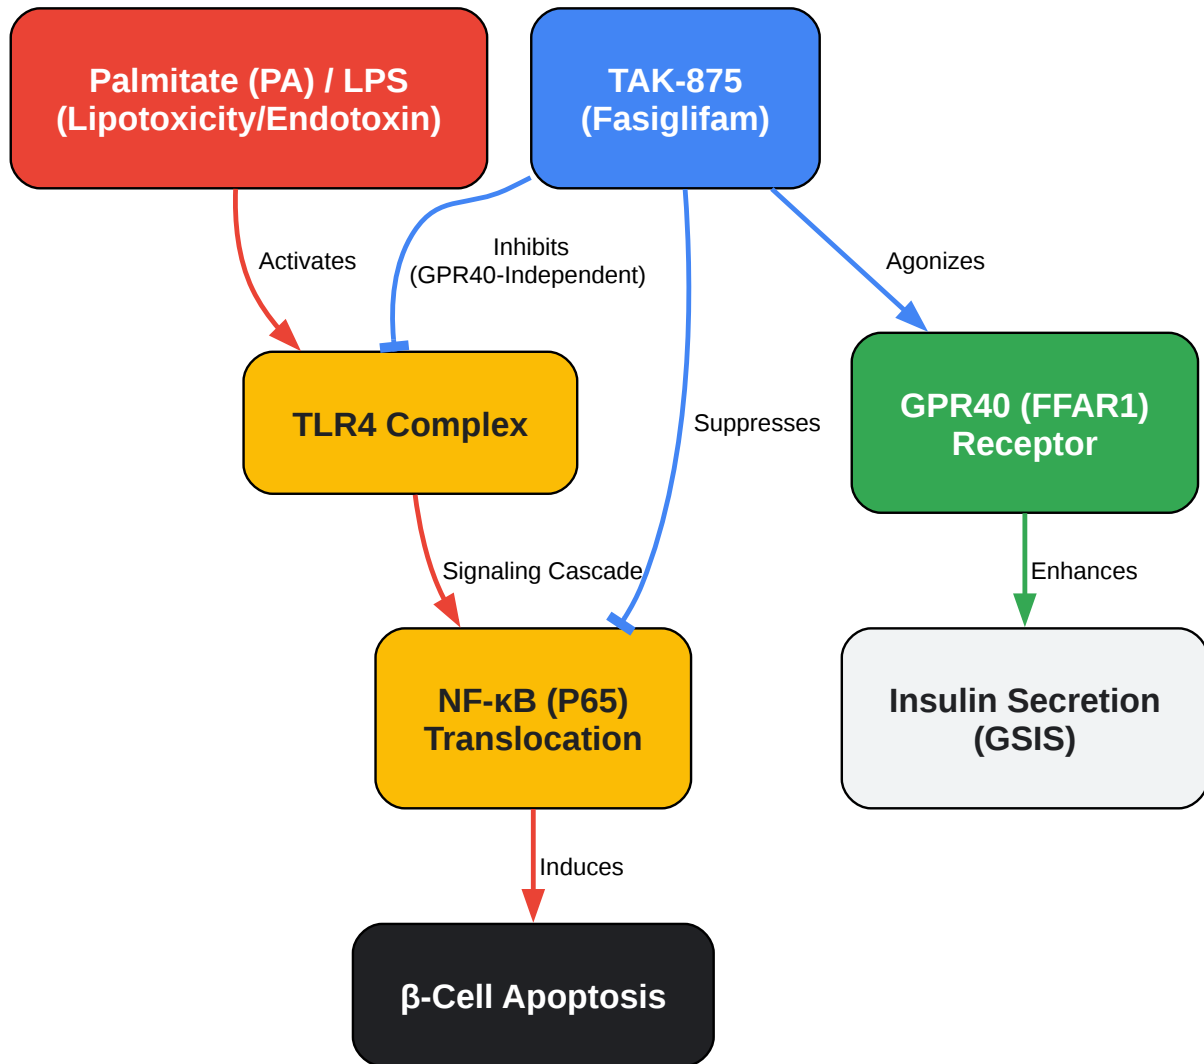 Palmitate (PA) / LPS
(Lipotoxicity/Endotoxin)
TAK-875
(Fasiglifam)
Activates
Inhibits
(GPR40-Independent)
Agonizes
TLR4 Complex
Suppresses
GPR40 (FFAR1)
Receptor
Signaling Cascade
Enhances
NF-κB (P65)
Translocation
Insulin Secretion
(GSIS)
Induces
β-Cell Apoptosis